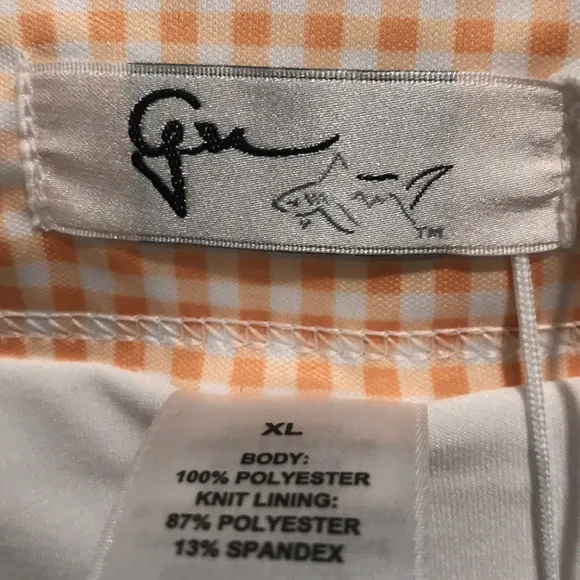 TM
XL
BODY:
100% POLYESTER
KNIT LINING:
87% POLYESTER
13% SPANDEX